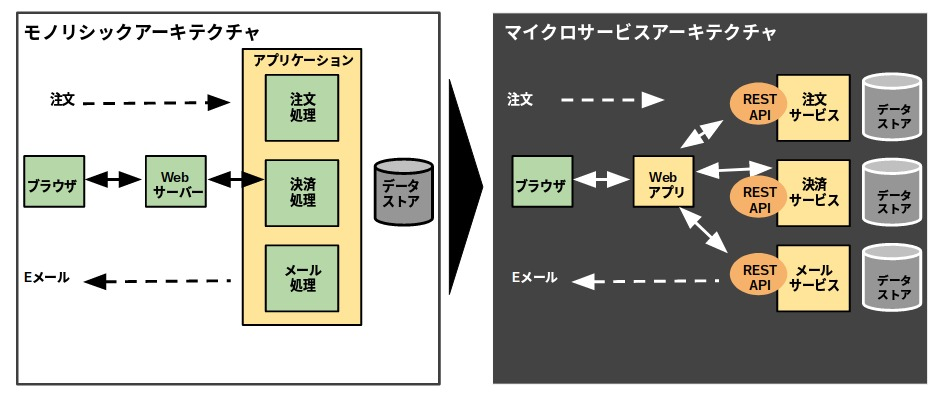 モノリシックアーキテクチャ
アプリケーション
注文
注文
処理
ブラウザ
Web
サーバー
決済
処理
データ
ストア
Eメール
メール
処理
マイクロサービスアーキテクチャ
注文
REST
API
注文
サービス
データ
ストア
ブラウザ
Web
アプリ
REST
API
決済
サービス
データ
ストア
Eメール
REST
API
メール
サービス
データ
ストア